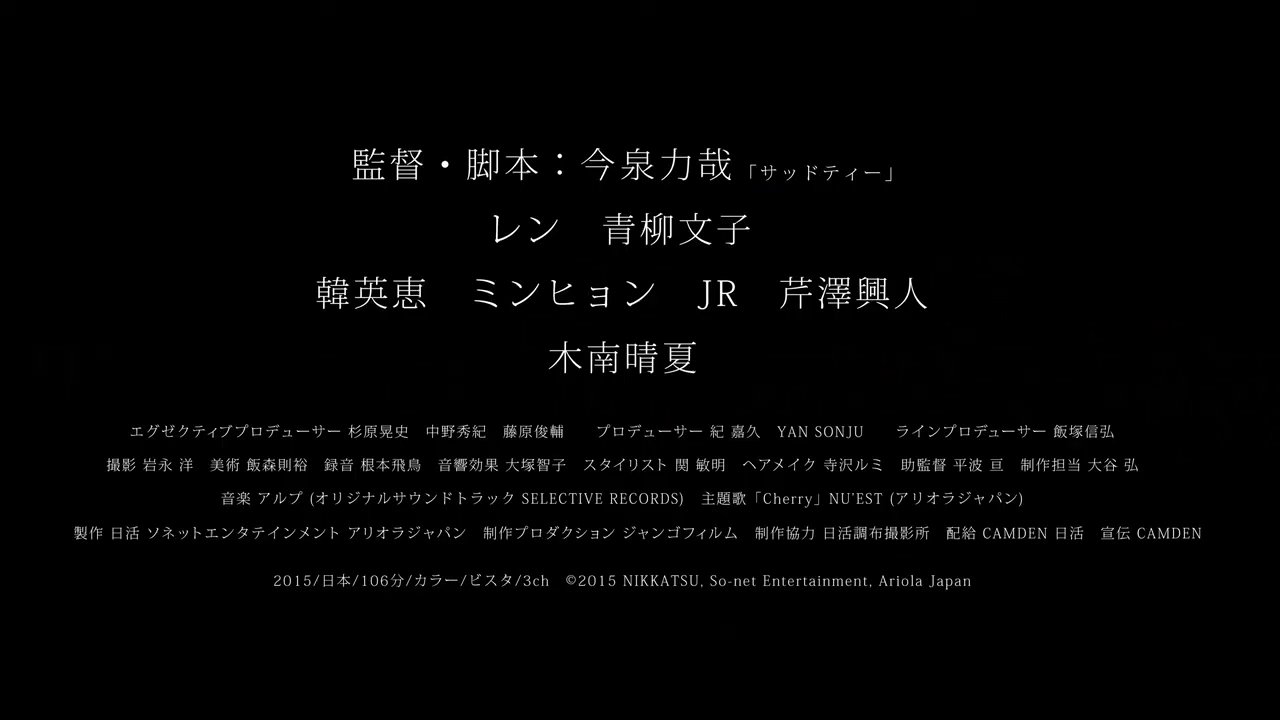 監督・脚本：今泉力哉「サッドティー」
レン　青柳文子
韓英恵　ミンヒョン　JR　芹澤興人
木南晴夏
エグゼクティブプロデューサー 杉原晃史　中野秀紀　藤原俊輔　　プロデューサー 紀 嘉久　YAN SONJU　　ラインプロデューサー 飯塚信弘
撮影 岩永 洋　美術 飯森則裕　録音 根本飛鳥　音響効果 大塚智子　スタイリスト 関 敏明　ヘアメイク 寺沢ルミ　助監督 平波 亘　制作担当 大谷 弘
音楽 アルプ (オリジナルサウンドトラック SELECTIVE RECORDS)　主題歌「Cherry」NU'EST (アリオラジャパン)
製作 日活 ソネットエンタテインメント アリオラジャパン　制作プロダクション ジャンゴフィルム　制作協力 日活調布撮影所　配給 CAMDEN 日活　宣伝 CAMDEN
2015/日本/106分/カラー/ビスタ/3ch　©2015 NIKKATSU, So-net Entertainment, Ariola Japan